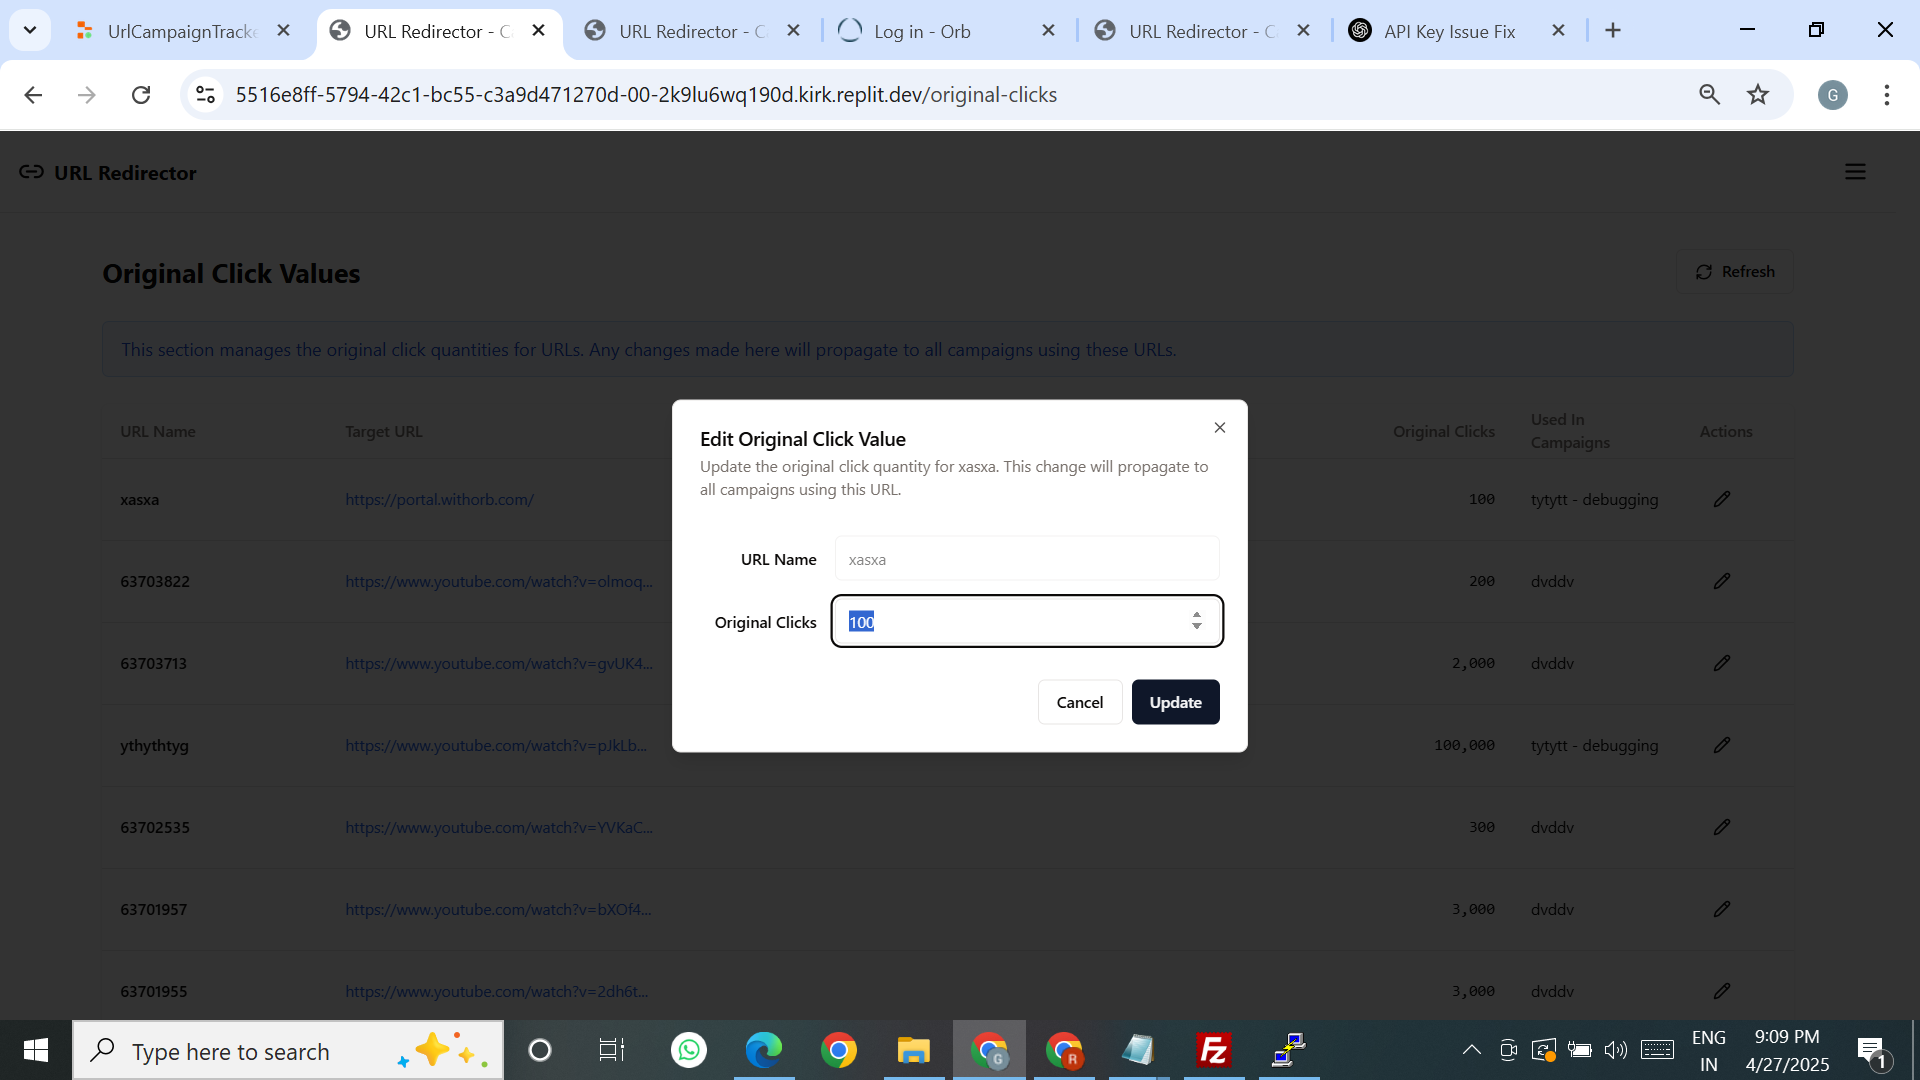 UrlCampaignTracke
URL Redirector - C
URL Redirector - C
Log in - Orb
URL Redirector - C
API Key Issue Fix
5516e8ff-5794-42c1-bc55-c3a9d471270d-00-2k9lu6wq190d.kirk.replit.dev/original-clicks
G
URL Redirector
Original Click Values
Refresh
This section manages the original click quantities for URLs. Any changes made here will propagate to all campaigns using these URLs.
URL Name Target URL Original Clicks Used In Campaigns Actions
xasxa https://portal.withorb.com/ 100 tytytt - debugging
63703822 https://www.youtube.com/watch?v=olmoq... 200 dvddv
63703713 https://www.youtube.com/watch?v=gvUK4... 2,000 dvddv
ythythtyg https://www.youtube.com/watch?v=pJkLb... 100,000 tytytt - debugging
63702535 https://www.youtube.com/watch?v=YVKaC... 300 dvddv
63701957 https://www.youtube.com/watch?v=bXOf4... 3,000 dvddv
63701955 https://www.youtube.com/watch?v=2dh6t... 3,000 dvddv
Edit Original Click Value
Update the original click quantity for xasxa. This change will propagate to
all campaigns using this URL.
URL Name xasxa
Original Clicks 100
Cancel Update
Type here to search
G
R
Fz
ENG
IN
9:09 PM
4/27/2025
1